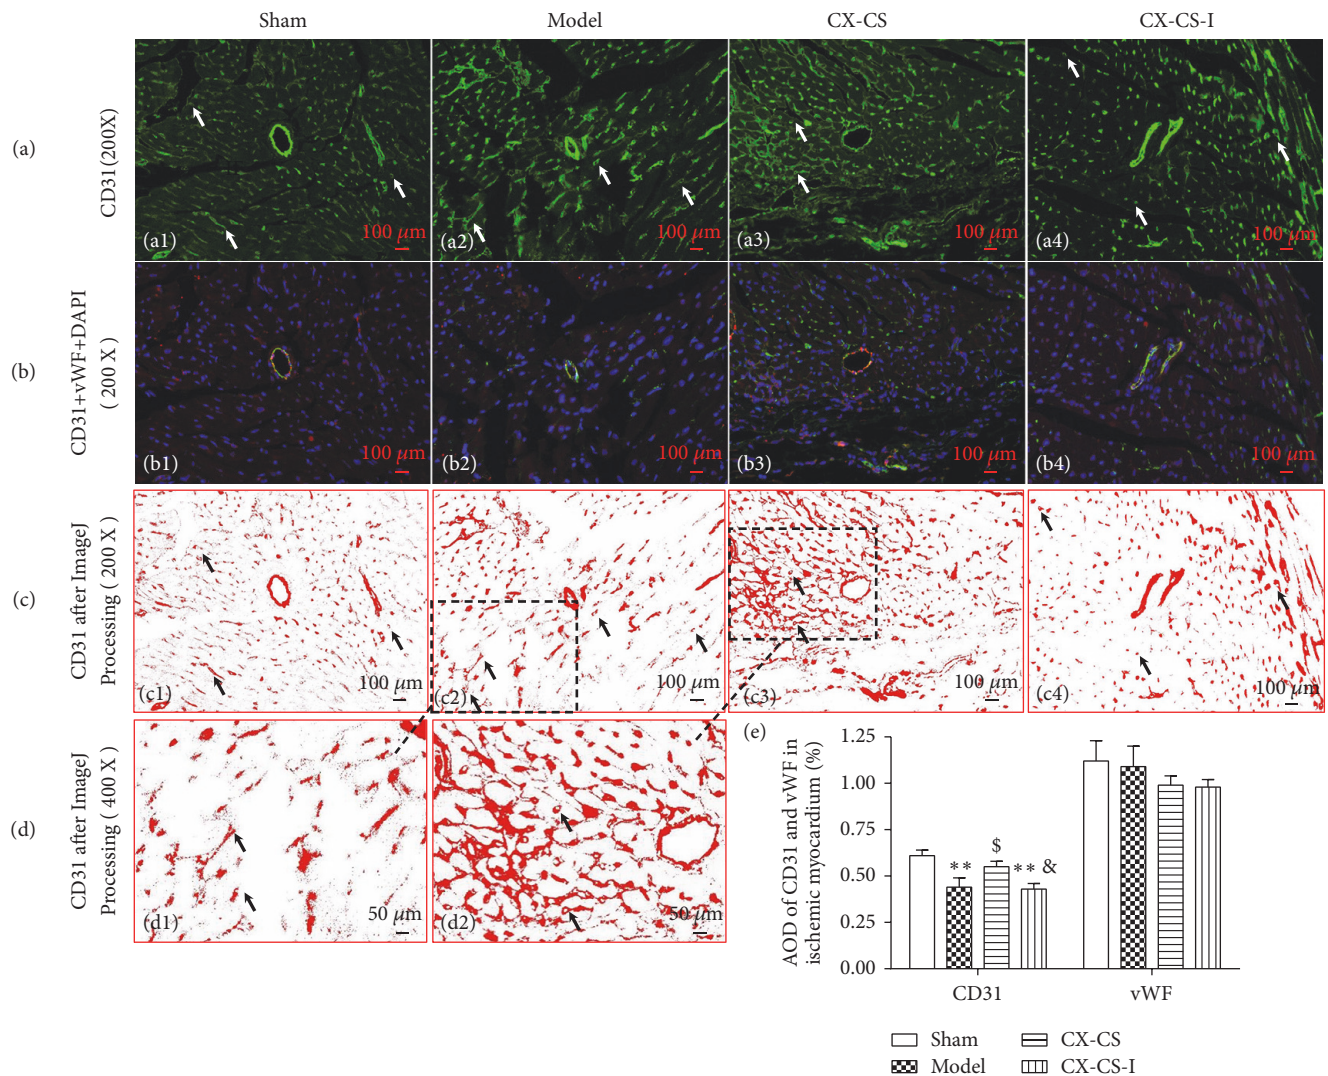 Sham Model CX-CS CX-CS-I
(a)
CD31(200X)
(a1) 100 μm
(a2) 100 μm
(a3) 100 μm
(a4) 100 μm
(b)
CD31+vWF+DAPI
( 200 X )
(b1) 100 μm
(b2) 100 μm
(b3) 100 μm
(b4) 100 μm
(c)
CD31 after ImageJ
Processing ( 200 X )
(c1) 100 μm
(c2) 100 μm
(c3) 100 μm
(c4) 100 μm
(d)
CD31 after ImageJ
Processing ( 400 X )
(d1) 50 μm
(d2) 50 μm
(e)
AOD of CD31 and vWF in
ischemic myocardium (%)
1.25
1.00
0.75
0.50
0.25
0.00
** $ ** &
CD31 vWF
Sham CX-CS
Model CX-CS-I